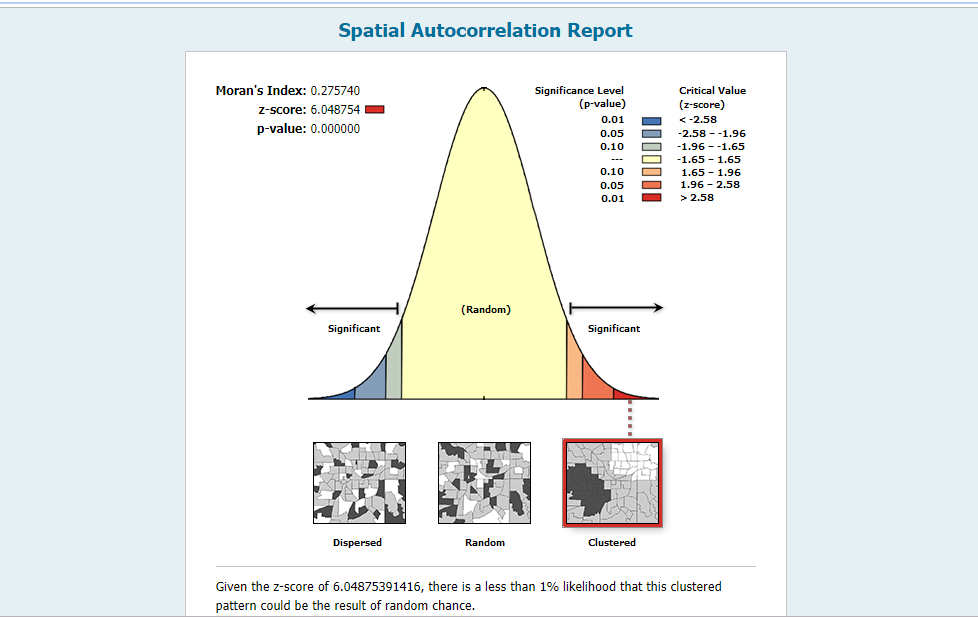 Spatial Autocorrelation Report
Moran's Index: 0.275740
z-score: 6.048754
p-value: 0.000000
Significance Level
(p-value)
Critical Value
(z-score)
0.01 < -2.58
0.05 -2.58 – -1.96
0.10 -1.96 – -1.65
--- -1.65 – 1.65
0.10 1.65 – 1.96
0.05 1.96 – 2.58
0.01 > 2.58
(Random)
Significant
Significant
Dispersed
Random
Clustered
Given the z-score of 6.04875391416, there is a less than 1% likelihood that this clustered
pattern could be the result of random chance.